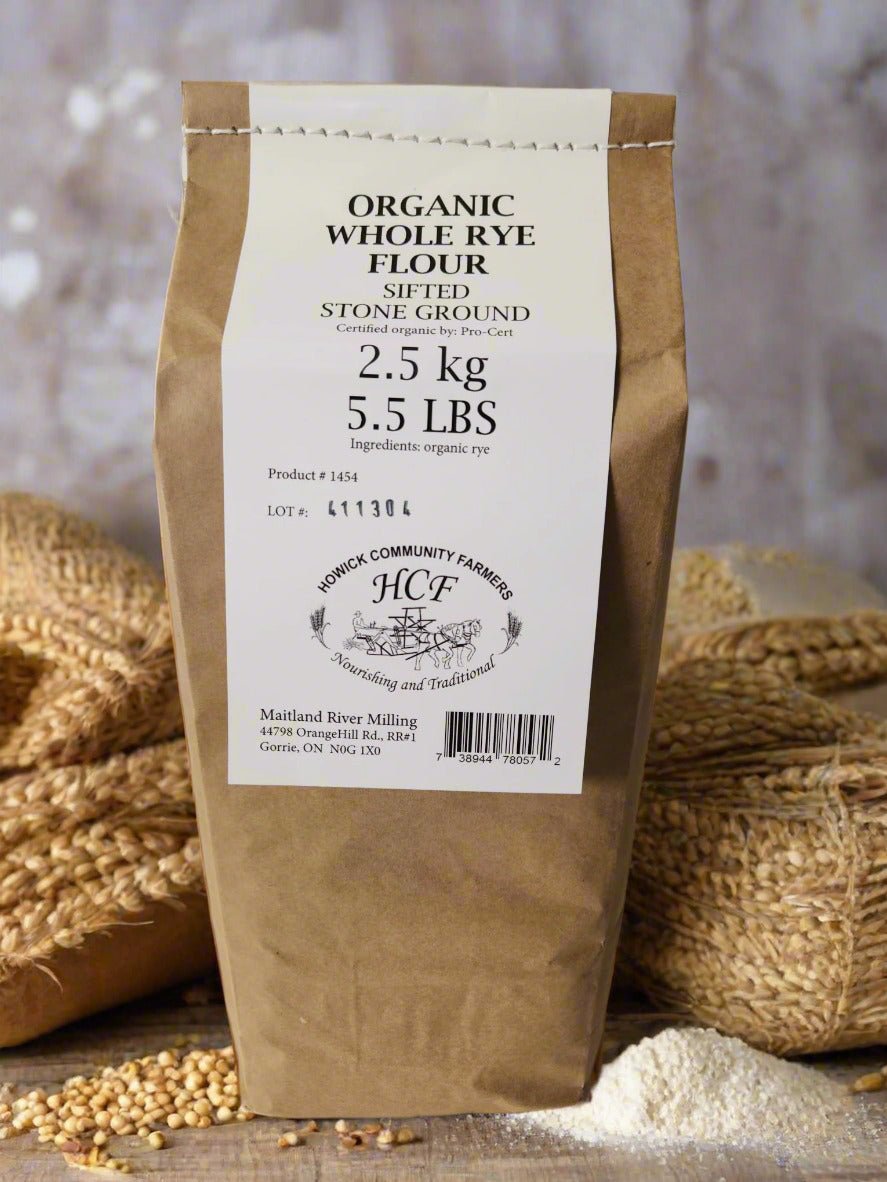 ORGANIC
WHOLE RYE
FLOUR
SIFTED
STONE GROUND
Certified organic by: Pro-Cert
2.5 kg
5.5 LBS
Ingredients: organic rye
Product # 1454
LOT #: 411304
HOWICK COMMUNITY FARMERS
HCF
Nourishing and Traditional
Maitland River Milling
44798 OrangeHill Rd., RR#1
Gorrie, ON N0G 1X0
7 38944 78057 2